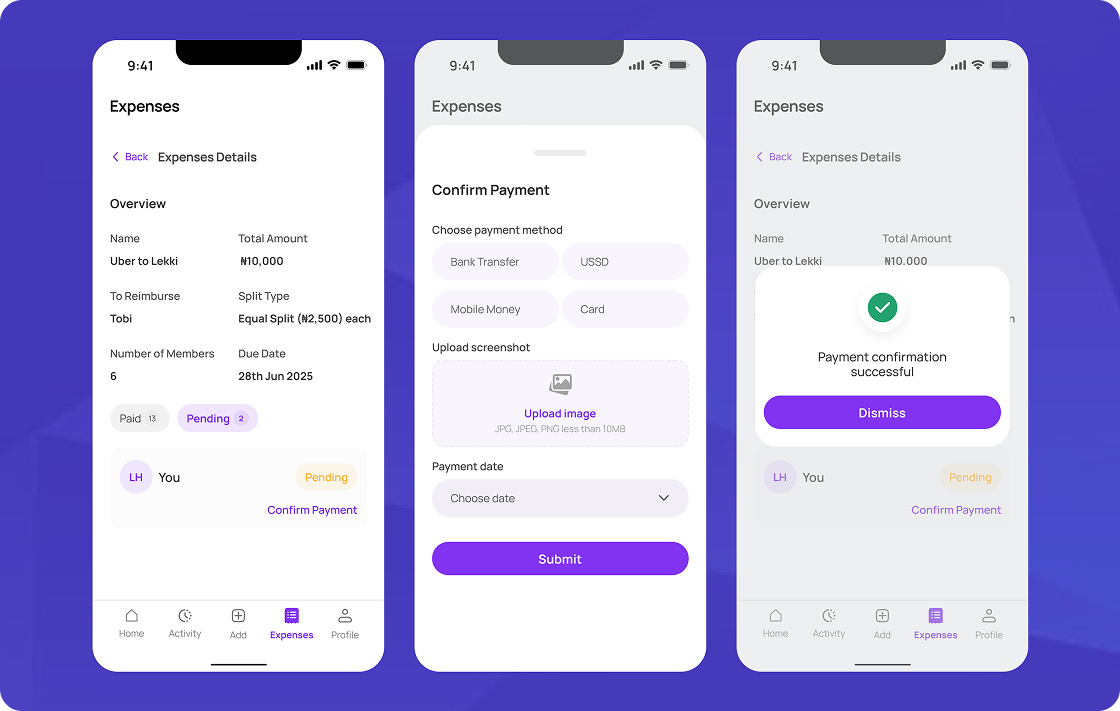 9:41
Expenses
Back Expenses Details
Overview
Name Total Amount
Uber to Lekki ₦10,000
To Reimburse Split Type
Tobi Equal Split (₦2,500) each
Number of Members Due Date
6 28th Jun 2025
Paid 13 Pending 2
LH You Pending
Confirm Payment
Home Activity Add Expenses Profile
9:41
Expenses
Confirm Payment
Choose payment method
Bank Transfer USSD
Mobile Money Card
Upload screenshot
Upload image
JPG, JPEG, PNG less than 10MB
Payment date
Choose date
Submit
9:41
Expenses
Back Expenses Details
Overview
Name Total Amount
Uber to Lekki ₦10,000
n
Payment confirmation
successful
Dismiss
LH You Pending
Confirm Payment
Home Activity Add Expenses Profile